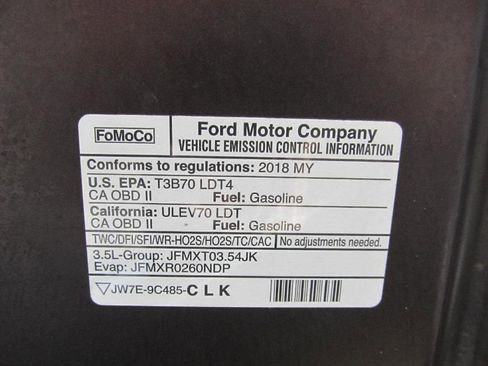 FoMoCo
Ford Motor Company
VEHICLE EMISSION CONTROL INFORMATION
Conforms to regulations: 2018 MY
U.S. EPA: T3B70 LDT4
CA OBD II Fuel: Gasoline
California: ULEV70 LDT
CA OBD II Fuel: Gasoline
TWC/DFI/SFI/WR-HO2S/HO2S/TC/CAC No adjustments needed.
3.5L-Group: JFMXT03.54JK
Evap: JFMXR0260NDP
JW7E-9C485-C L K